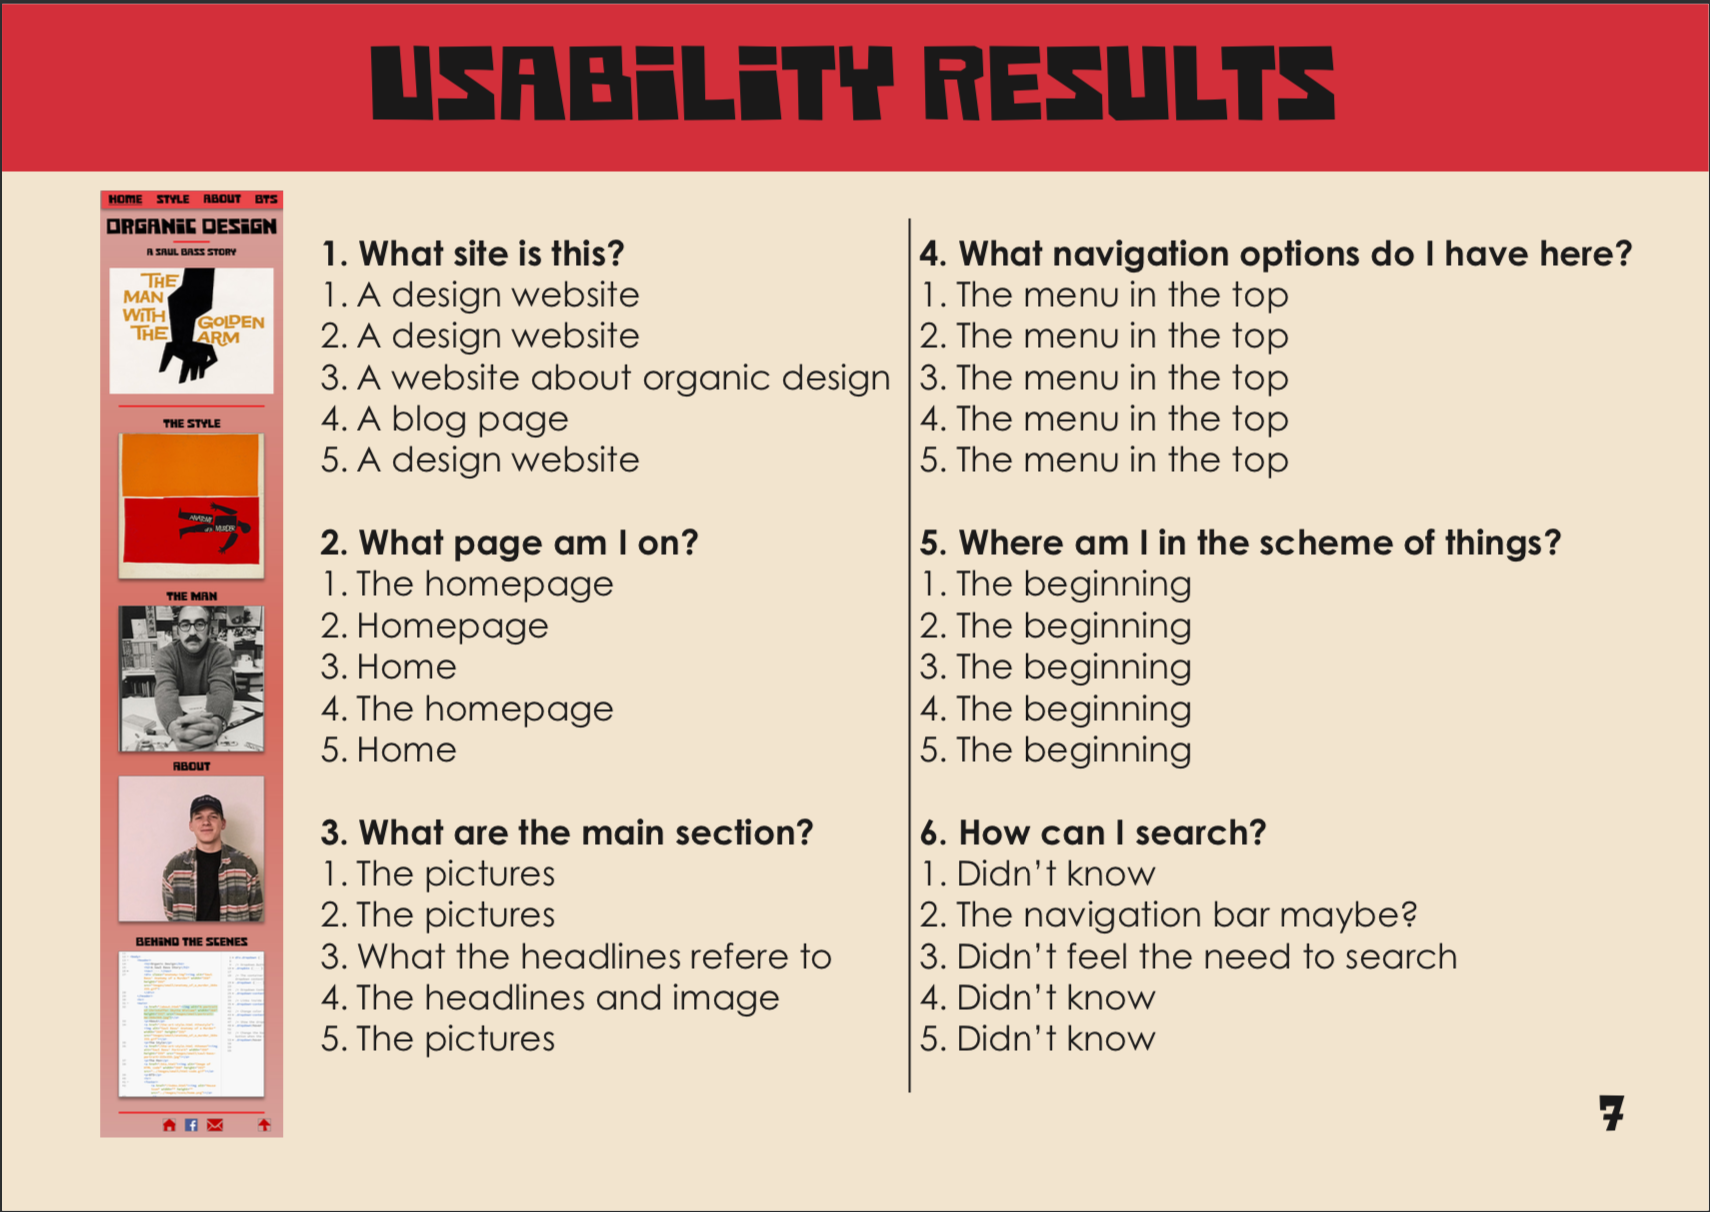 USABILITY RESULTS
HOME STYLE ABOUT BTS
ORGANIC DESIGN
A SAUL BASS STORY
THE
MAN
WITH
THE
GOLDEN
ARM
THE STYLE
ANATOMY
OF A MURDER
THE MAN
ABOUT
BEHIND THE SCENES
1. What site is this?
1. A design website
2. A design website
3. A website about organic design
4. A blog page
5. A design website
2. What page am I on?
1. The homepage
2. Homepage
3. Home
4. The homepage
5. Home
3. What are the main section?
1. The pictures
2. The pictures
3. What the headlines refere to
4. The headlines and image
5. The pictures
4. What navigation options do I have here?
1. The menu in the top
2. The menu in the top
3. The menu in the top
4. The menu in the top
5. The menu in the top
5. Where am I in the scheme of things?
1. The beginning
2. The beginning
3. The beginning
4. The beginning
5. The beginning
6. How can I search?
1. Didn't know
2. The navigation bar maybe?
3. Didn't feel the need to search
4. Didn't know
5. Didn't know
7